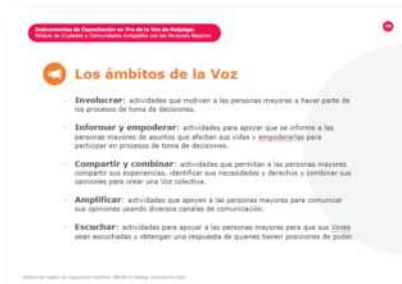 Instrumentos de Capacitación en Pro de la Voz de HelpAge:
Módulo de Ciudades y Comunidades Amigables con las Personas Mayores
Los ámbitos de la Voz
Involucrar: actividades que motiven a las personas mayores a hacer parte de
los procesos de toma de decisiones.
Informar y empoderar: actividades para apoyar que se informe a las
personas mayores de asuntos que afectan sus vidas y empoderarlas para
participar en procesos de toma de decisiones.
Compartir y combinar: actividades que permitan a las personas mayores
compartir sus experiencias, identificar sus necesidades y derechos y combinar sus
opiniones para crear una Voz colectiva.
Amplificar: actividades que apoyen a las personas mayores para comunicar
sus opiniones usando diversos canales de comunicación.
Escuchar: actividades para apoyar a las personas mayores para que sus Voces
sean escuchadas y obtengan una respuesta de quienes tienen posiciones de poder.